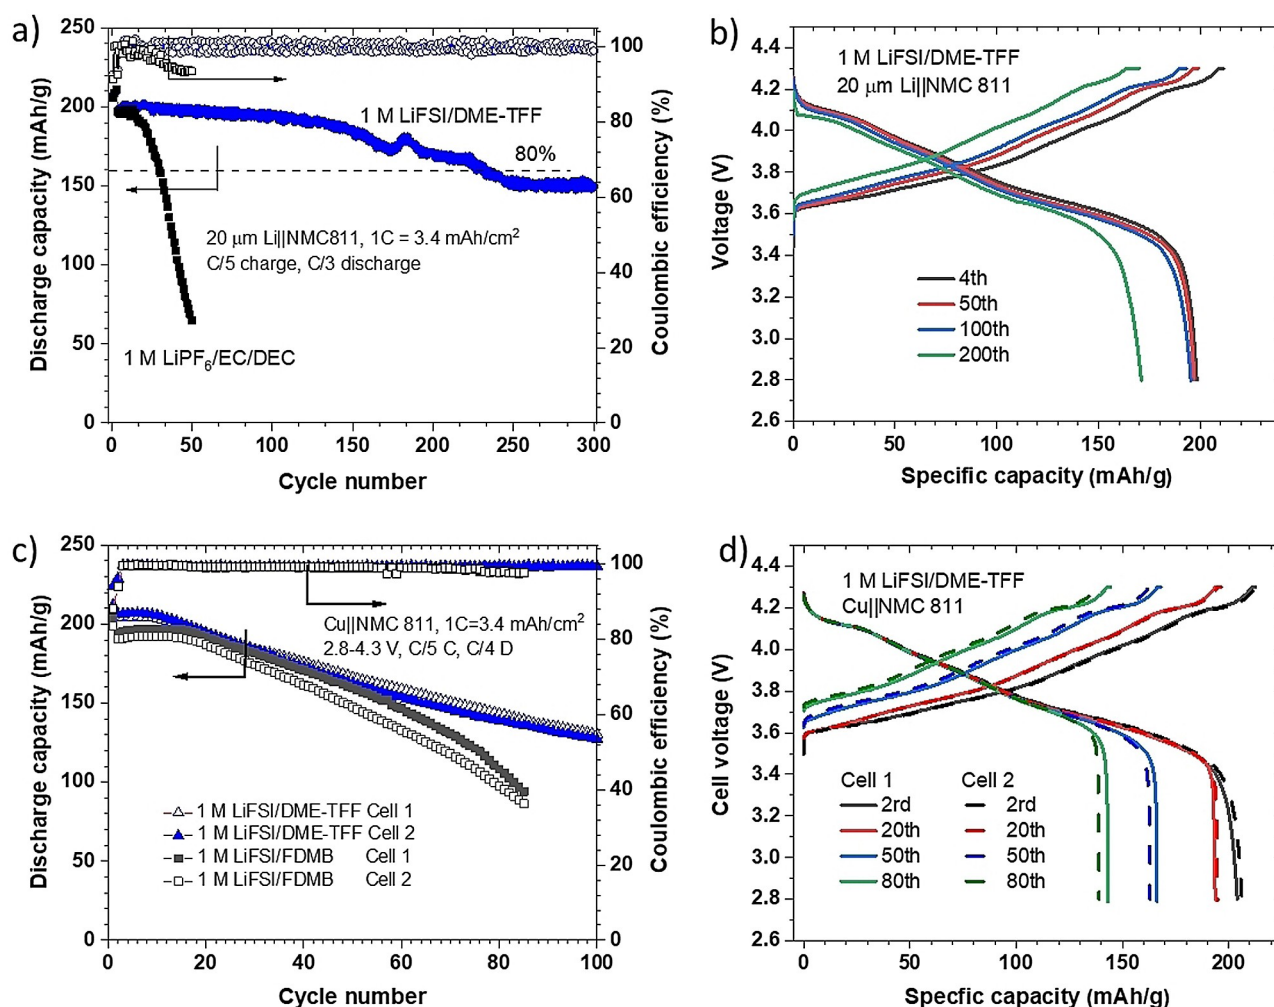 a)
250
200
150
100
50
0
Discharge capacity (mAh/g)
100
80
60
40
20
0
Coulombic efficiency (%)
1 M LiFSI/DME-TFF
80%
20 μm Li||NMC811, 1C = 3.4 mAh/cm²
C/5 charge, C/3 discharge
1 M LiPF₆/EC/DEC
0 50 100 150 200 250 300
Cycle number
b)
4.4
4.0
3.6
3.2
3.0
2.8
2.6
Voltage (V)
1 M LiFSI/DME-TFF
20 μm Li||NMC 811
4th
50th
100th
200th
0 50 100 150 200
Specific capacity (mAh/g)
c)
250
200
150
100
50
0
Discharge capacity (mAh/g)
100
80
60
40
20
0
Coulombic efficiency (%)
Cu||NMC 811, 1C=3.4 mAh/cm²
2.8-4.3 V, C/5 C, C/4 D
1 M LiFSI/DME-TFF Cell 1
1 M LiFSI/DME-TFF Cell 2
1 M LiFSI/FDMB Cell 1
1 M LiFSI/FDMB Cell 2
0 20 40 60 80 100
Cycle number
d)
4.4
4.2
4.0
3.8
3.6
3.4
3.0
2.8
2.6
Cell voltage (V)
1 M LiFSI/DME-TFF
Cu||NMC 811
Cell 1 Cell 2
2rd 2rd
20th 20th
50th 50th
80th 80th
0 50 100 150 200
Specfic capacity (mAh/g)